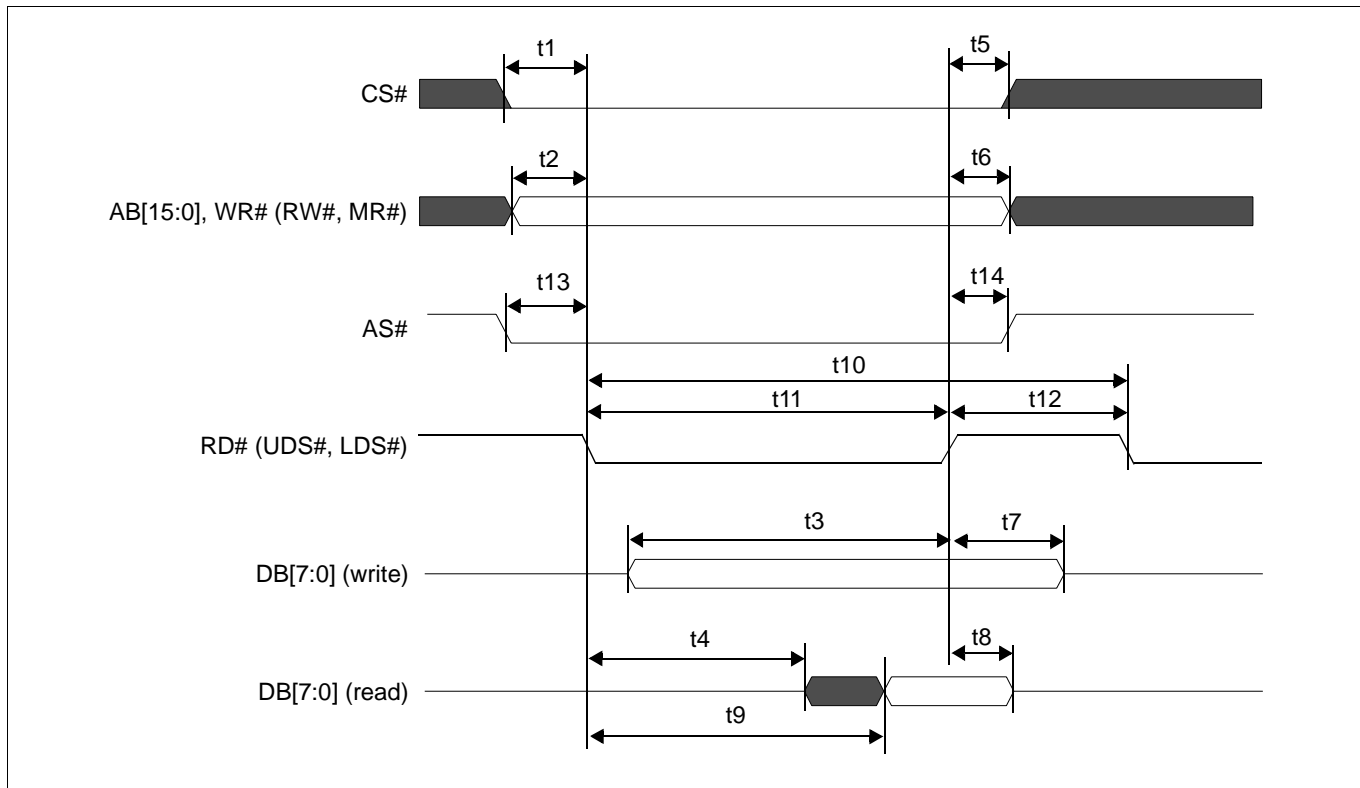 t1
t5
CS#
t2
t6
AB[15:0], WR# (RW#, MR#)
t13
t14
AS#
t10
t11
t12
RD# (UDS#, LDS#)
t3
t7
DB[7:0] (write)
t4
t8
DB[7:0] (read)
t9